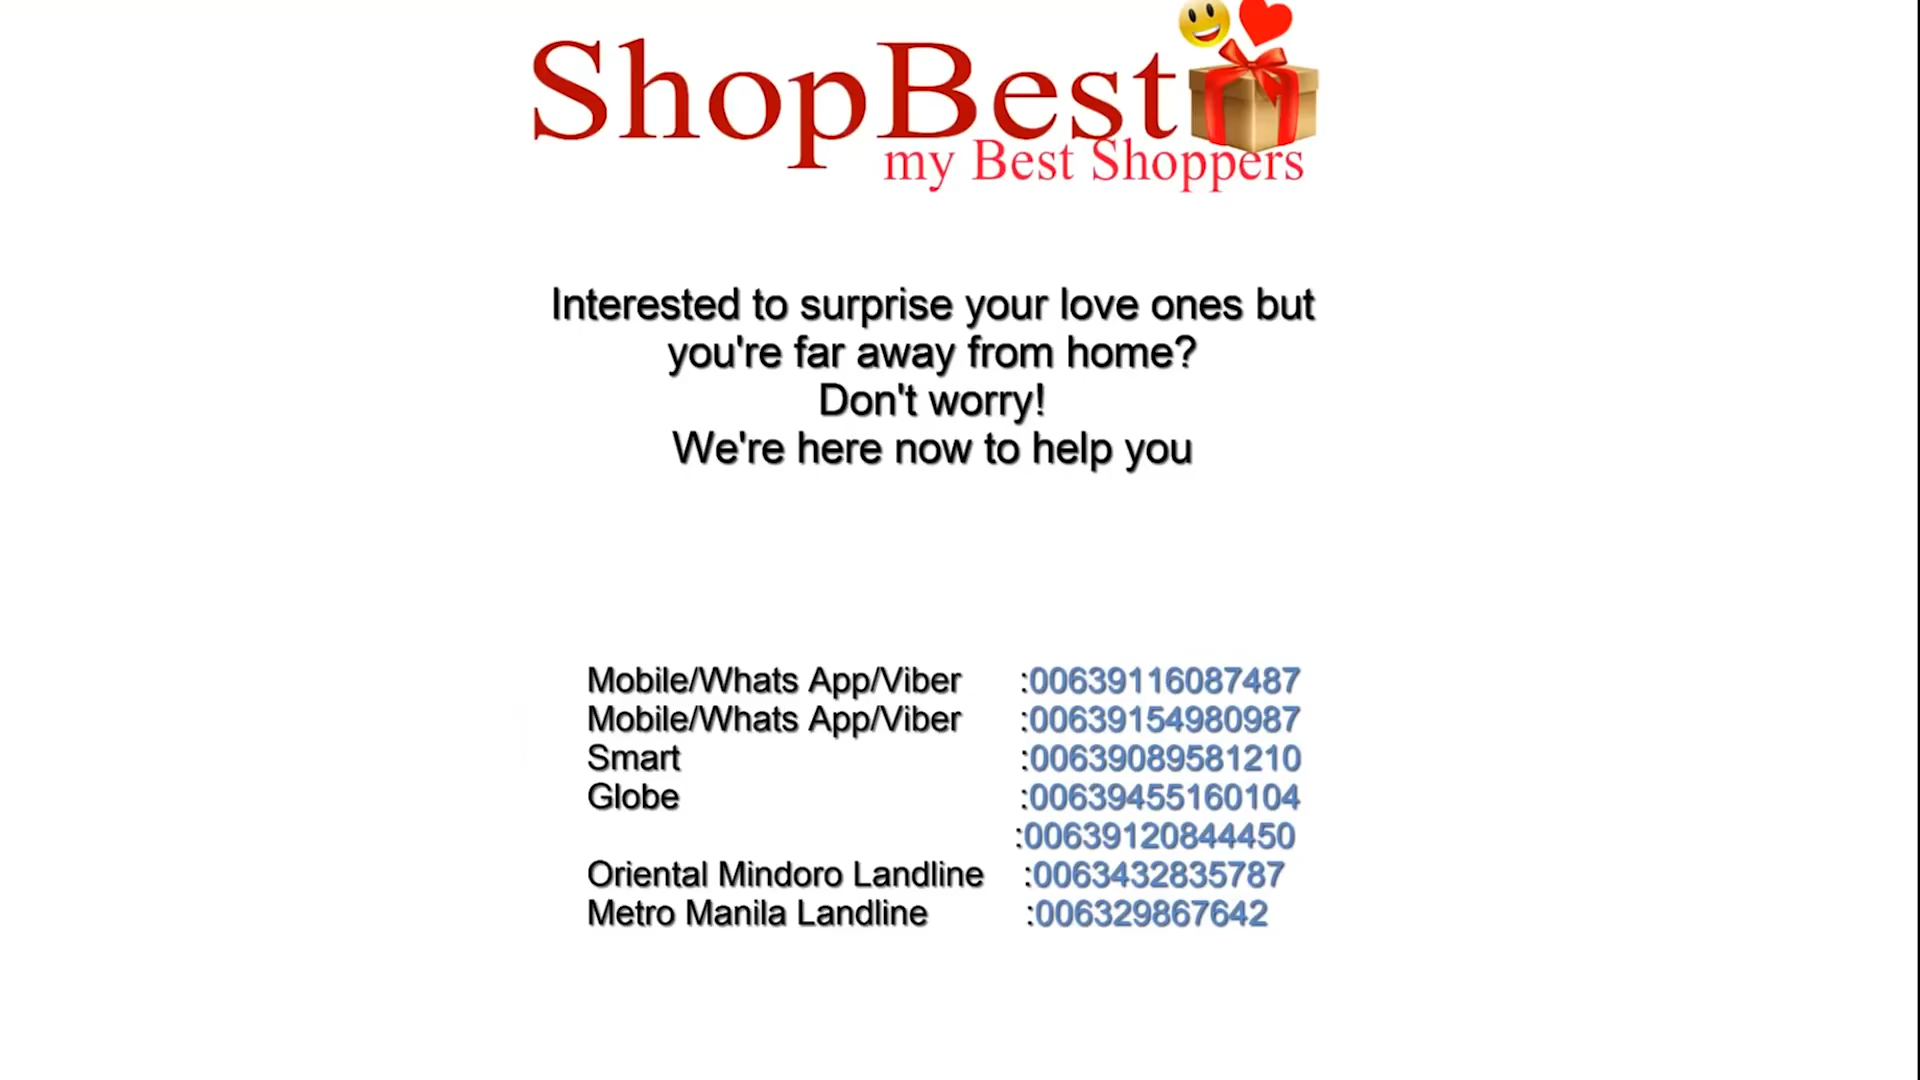 ShopBest
my Best Shoppers
Interested to surprise your love ones but
you're far away from home?
Don't worry!
We're here now to help you
Mobile/Whats App/Viber :00639116087487
Mobile/Whats App/Viber :00639154980987
Smart :00639089581210
Globe :00639455160104
:00639120844450
Oriental Mindoro Landline :0063432835787
Metro Manila Landline :006329867642